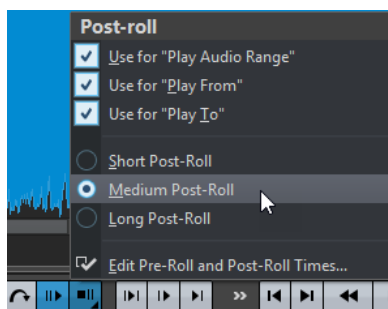 Post-roll
Use for "Play Audio Range"
Use for "Play From"
Use for "Play To"
Short Post-Roll
Medium Post-Roll
Long Post-Roll
Edit Pre-Roll and Post-Roll Times...